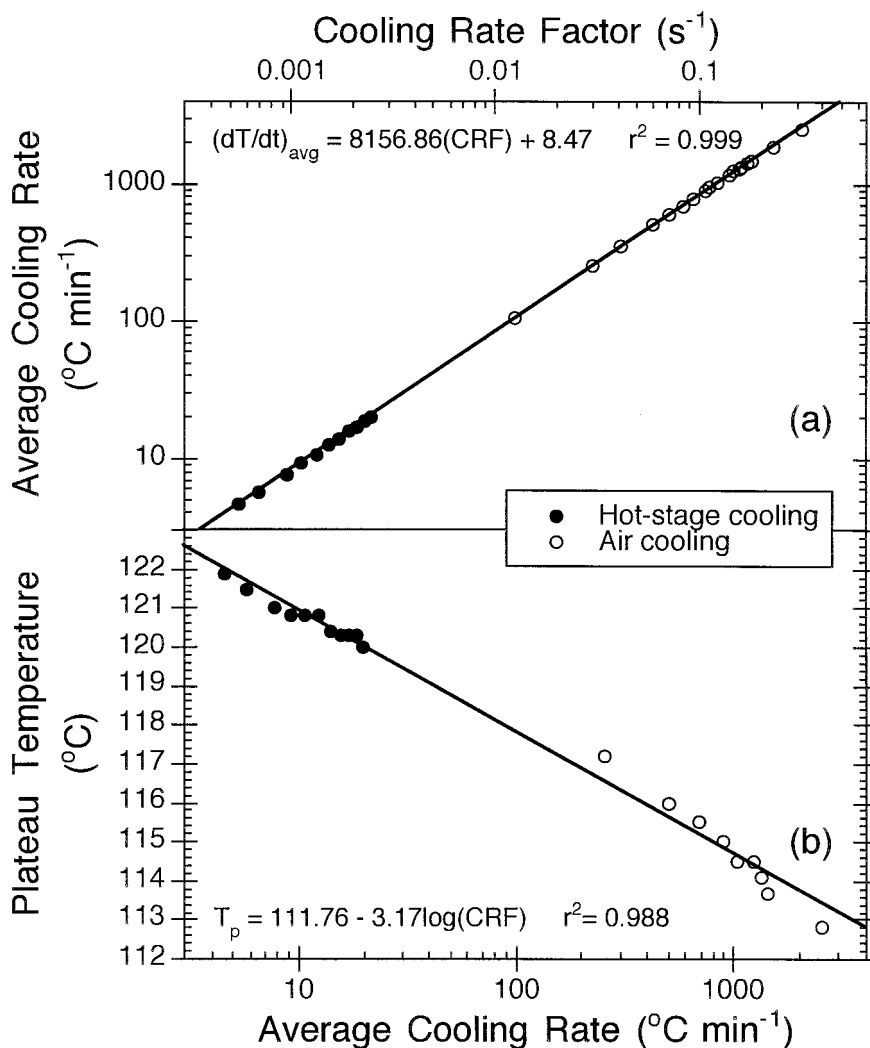 Cooling Rate Factor (s⁻¹)
0.001 0.01 0.1
(dT/dt)avg = 8156.86(CRF) + 8.47 r² = 0.999
Average Cooling Rate
(°C min⁻¹)
1000
100
10
(a)
Hot-stage cooling
Air cooling
Plateau Temperature
(°C)
122
121
120
119
118
117
116
115
114
113
112
(b)
Tp = 111.76 - 3.17log(CRF) r²= 0.988
10 100 1000
Average Cooling Rate (°C min⁻¹)